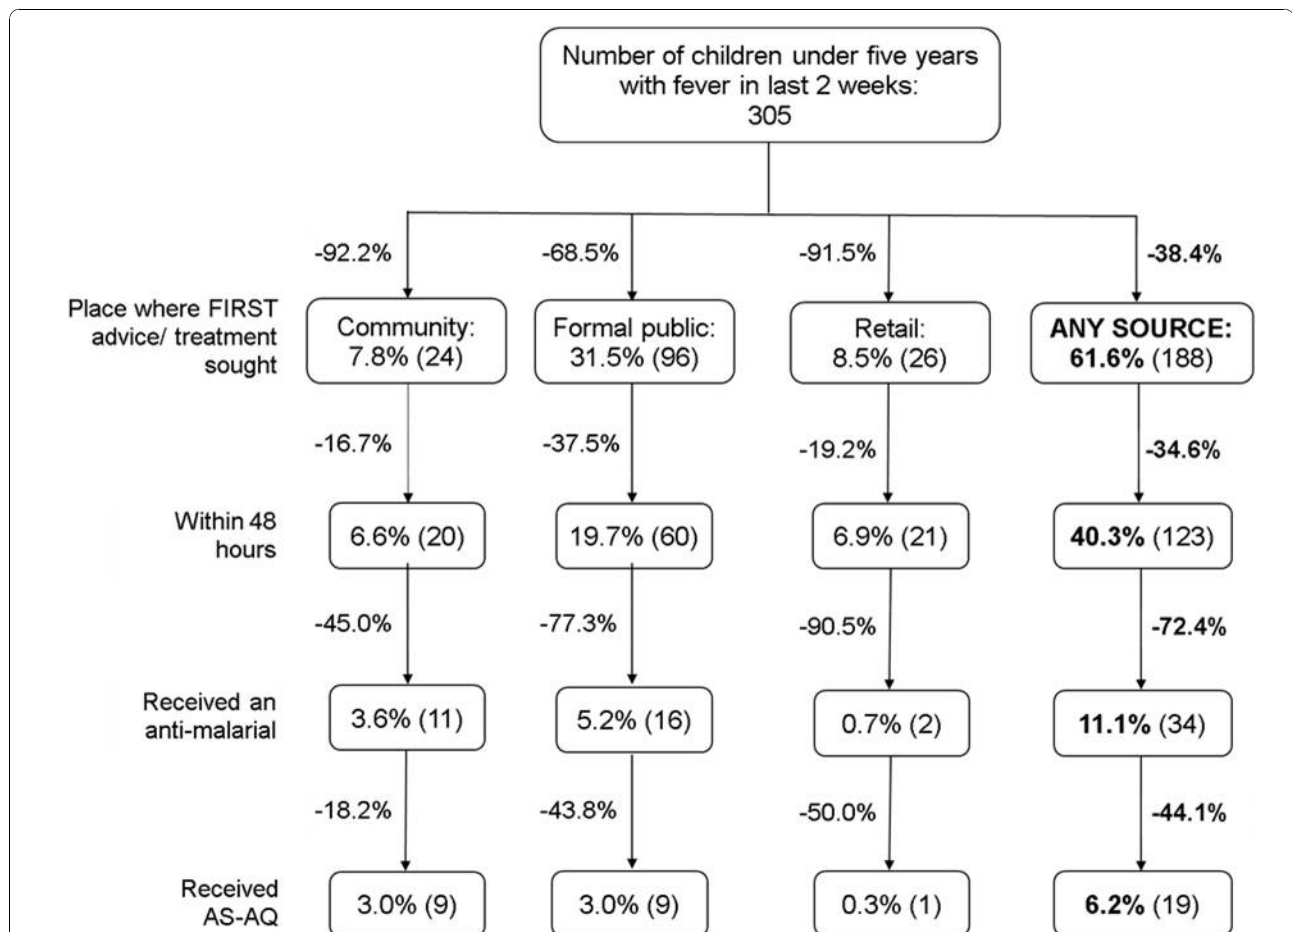 Number of children under five years
with fever in last 2 weeks:
305
-92.2%
-68.5%
-91.5%
-38.4%
Place where FIRST
advice/ treatment
sought
Community:
7.8% (24)
Formal public:
31.5% (96)
Retail:
8.5% (26)
ANY SOURCE:
61.6% (188)
-16.7%
-37.5%
-19.2%
-34.6%
Within 48
hours
6.6% (20)
19.7% (60)
6.9% (21)
40.3% (123)
-45.0%
-77.3%
-90.5%
-72.4%
Received an
anti-malarial
3.6% (11)
5.2% (16)
0.7% (2)
11.1% (34)
-18.2%
-43.8%
-50.0%
-44.1%
Received
AS-AQ
3.0% (9)
3.0% (9)
0.3% (1)
6.2% (19)